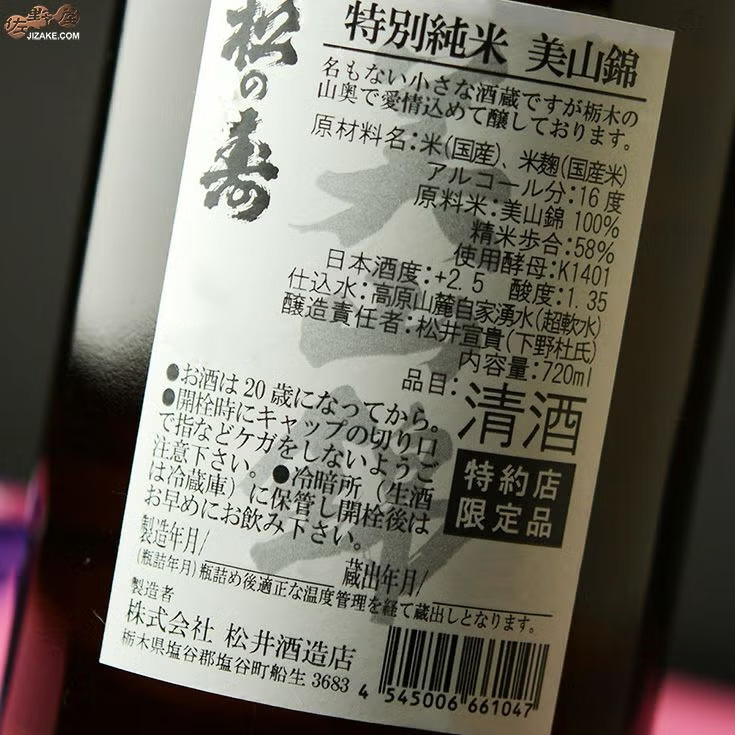 佐野屋
JIZAKE.COM
松の寿
特別純米 美山錦
名もない小さな酒蔵ですが栃木の
山奥で愛情込めて醸しております。
原材料名:米(国産)、米麹(国産米)
アルコール分:16度
原料米:美山錦 100%
精米歩合:58%
使用酵母:K1401
日本酒度:+2.5 酸度:1.35
仕込水:高原山麓自家湧水(超軟水)
醸造責任者:松井宣貴(下野杜氏)
内容量:720ml
品目:清酒
●お酒は20歳になってから。
●開栓時にキャップの切り口
で指などケガをしないようご
注意下さい。●冷暗所(生酒
は冷蔵庫)に保管し開栓後は
お早めにお飲み下さい。
特約店
限定品
製造年月/
(瓶詰年月)
蔵出年月/
瓶詰め後適正な温度管理を経て蔵出しとなります。
製造者
株式会社 松井酒造店
栃木県塩谷郡塩谷町船生3683
4 545006 661047